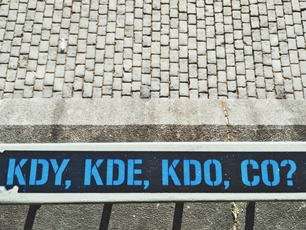 KDY, KDE, KDO, CO?